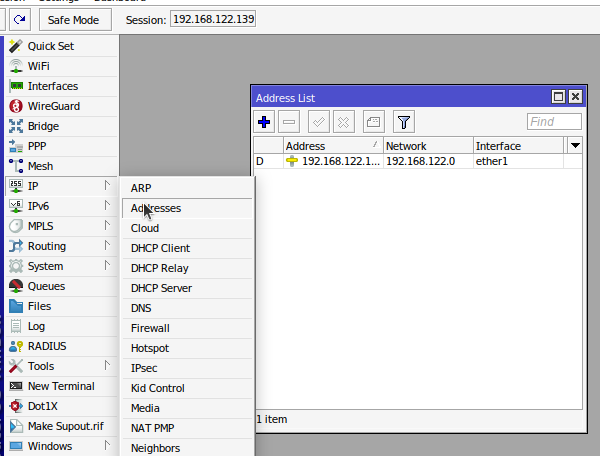 Safe Mode Session: 192.168.122.139
Quick Set
WiFi
Interfaces
WireGuard
Bridge
PPP
Mesh
IP
IPv6
MPLS
Routing
System
Queues
Files
Log
RADIUS
Tools
New Terminal
Dot1X
Make Supout.rif
Windows
ARP
Addresses
Cloud
DHCP Client
DHCP Relay
DHCP Server
DNS
Firewall
Hotspot
IPsec
Kid Control
Media
NAT PMP
Neighbors
Address List
Find
Address Network Interface
D 192.168.122.1... 192.168.122.0 ether1
1 item